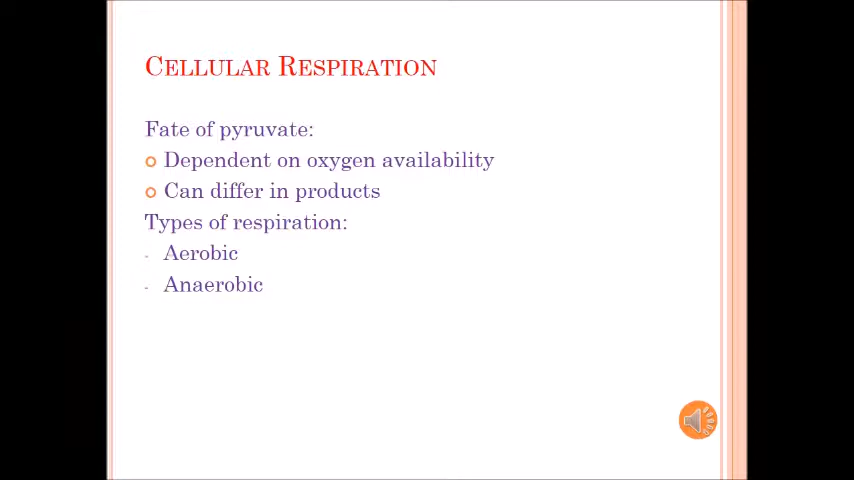 CELLULAR RESPIRATION
Fate of pyruvate:
Dependent on oxygen availability
Can differ in products
Types of respiration:
- Aerobic
- Anaerobic